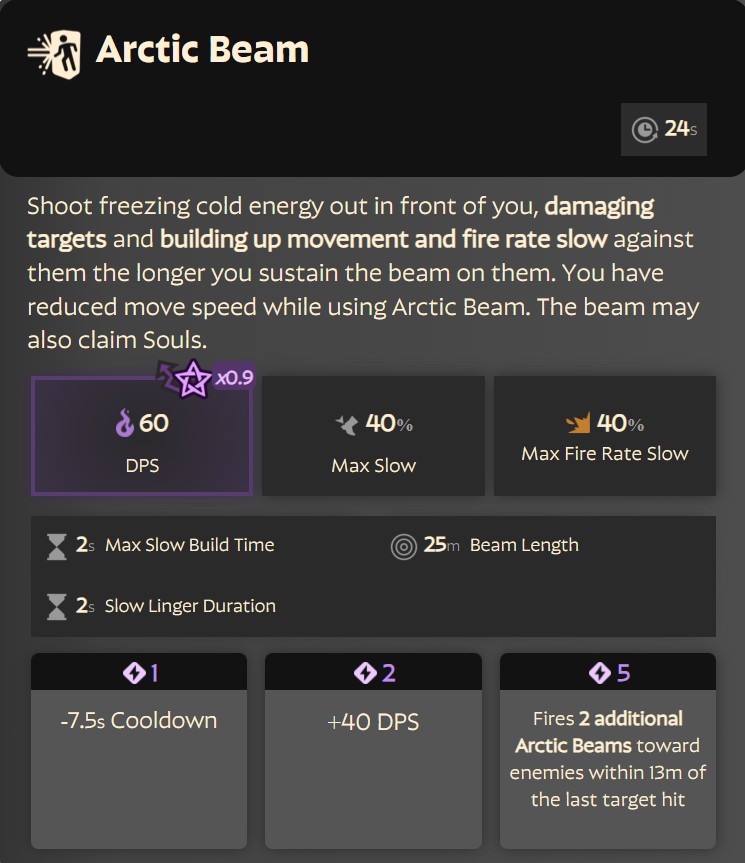 Arctic Beam
24s
Shoot freezing cold energy out in front of you, damaging
targets and building up movement and fire rate slow against
them the longer you sustain the beam on them. You have
reduced move speed while using Arctic Beam. The beam may
also claim Souls.
x0.9
60
DPS
40%
Max Slow
40%
Max Fire Rate Slow
2s Max Slow Build Time
25m Beam Length
2s Slow Linger Duration
1
-7.5s Cooldown
2
+40 DPS
5
Fires 2 additional
Arctic Beams toward
enemies within 13m of
the last target hit